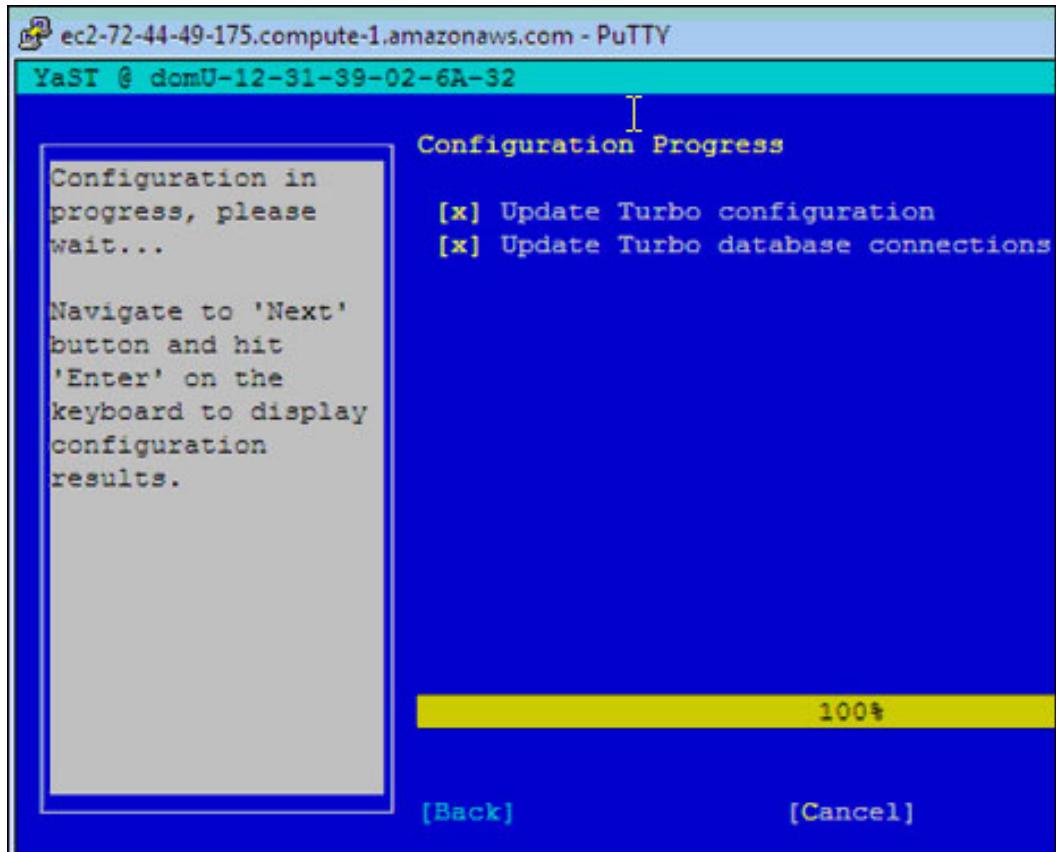 ec2-72-44-49-175.compute-1.amazonaws.com - PuTTY
YaST @ domU-12-31-39-02-6A-32
Configuration in
progress, please
wait...
Navigate to 'Next'
button and hit
'Enter' on the
keyboard to display
configuration
results.
Configuration Progress
[x] Update Turbo configuration
[x] Update Turbo database connections
100%
[Back] [Cancel]